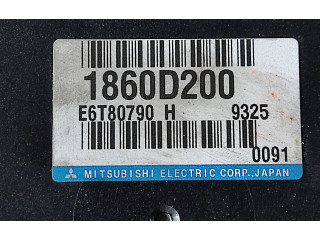 1860D200
E6T80790 H 9325
0091
MITSUBISHI ELECTRIC CORP., JAPAN